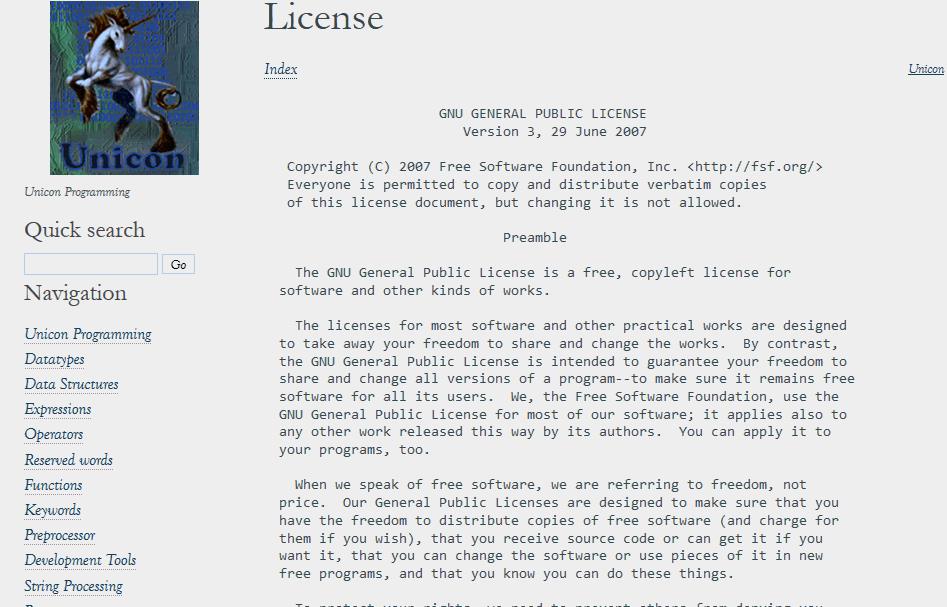 Unicon
Unicon Programming
Quick search
Go
Navigation
Unicon Programming
Datatypes
Data Structures
Expressions
Operators
Reserved words
Functions
Keywords
Preprocessor
Development Tools
String Processing
License
Index
Unicon
GNU GENERAL PUBLIC LICENSE
Version 3, 29 June 2007
Copyright (C) 2007 Free Software Foundation, Inc. <http://fsf.org/>
Everyone is permitted to copy and distribute verbatim copies
of this license document, but changing it is not allowed.
Preamble
The GNU General Public License is a free, copyleft license for
software and other kinds of works.
The licenses for most software and other practical works are designed
to take away your freedom to share and change the works.  By contrast,
the GNU General Public License is intended to guarantee your freedom to
share and change all versions of a program--to make sure it remains free
software for all its users.  We, the Free Software Foundation, use the
GNU General Public License for most of our software; it applies also to
any other work released this way by its authors.  You can apply it to
your programs, too.
When we speak of free software, we are referring to freedom, not
price.  Our General Public Licenses are designed to make sure that you
have the freedom to distribute copies of free software (and charge for
them if you wish), that you receive source code or can get it if you
want it, that you can change the software or use pieces of it in new
free programs, and that you know you can do these things.